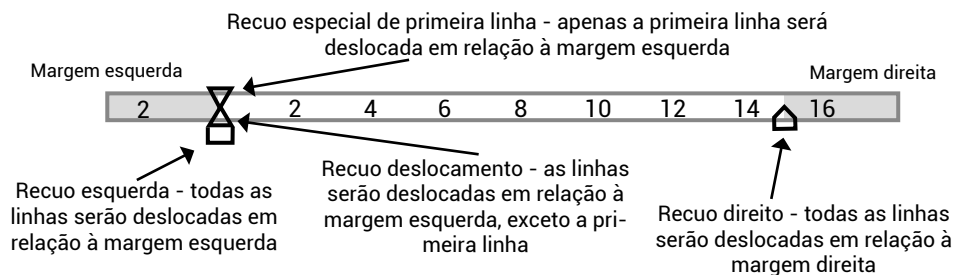 Recuo especial de primeira linha - apenas a primeira linha será
deslocada em relação à margem esquerda
Margem esquerda
Margem direita
2 2 4 6 8 10 12 14 16
Recuo esquerda - todas as
linhas serão deslocadas em
relação à margem esquerda
Recuo deslocamento - as linhas
serão deslocadas em relação à
margem esquerda, exceto a pri-
meira linha
Recuo direito - todas as linhas
serão deslocadas em relação à
margem direita